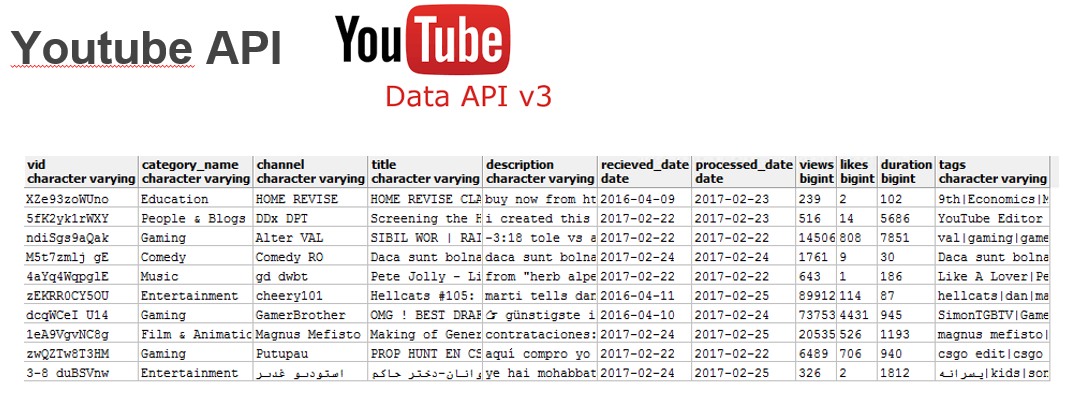 Youtube API
YouTube
Data API v3
vid category_name channel title description recieved_date processed_date views likes duration tags
character varying character varying character varying character varying character varying date date bigint bigint bigint character varying
XZe93zoWUno Education HOME REVISE HOME REVISE CLA buy now from ht 2016-04-09 2017-02-23 239 2 102 9th|Economics|M
5fK2yk1rWXY People & Blogs DDx DPT Screening the H i created this 2017-02-22 2017-02-23 516 14 5686 YouTube Editor
ndiSgs9aQak Gaming Alter VAL SIBIL WOR | RAI -3:18 tole vs a 2017-02-22 2017-02-22 14506 808 7851 val|gaming|game
M5t7zmlj gE Comedy Comedy RO Daca sunt bolna daca sunt bolna 2017-02-24 2017-02-24 1761 9 30 Daca sunt bolna
4aYq4WqpglE Music gd dwbt Pete Jolly - Li from "herb alpe 2017-02-22 2017-02-22 643 1 186 Like A Lover|Pe
zEKRR0CY5OU Entertainment cheery101 Hellcats #105: marti tells dan 2016-04-11 2017-02-25 89912 114 87 hellcats|dan|ma
dcqWCeI U14 Gaming GamerBrother OMG ! BEST DRAF 👉 günstigste i 2016-04-10 2017-02-24 73753 4431 945 SimonTGBTV|Game
1eA9VgvNC8g Film & Animatic Magnus Mefisto Making of Gener contrataciones: 2017-02-24 2017-02-25 20535 526 1193 magnus mefisto|
zwQZTw8T3HM Gaming Putupau PROP HUNT EN CS aquí compro yo 2017-02-22 2017-02-22 6489 706 940 csgo edit|csgo
3-8 duBSVnw Entertainment استودیو غدیر وانان-دختر حاکم ye hai mohabbat 2017-02-24 2017-02-25 326 2 1812 پسرانه|kids|son